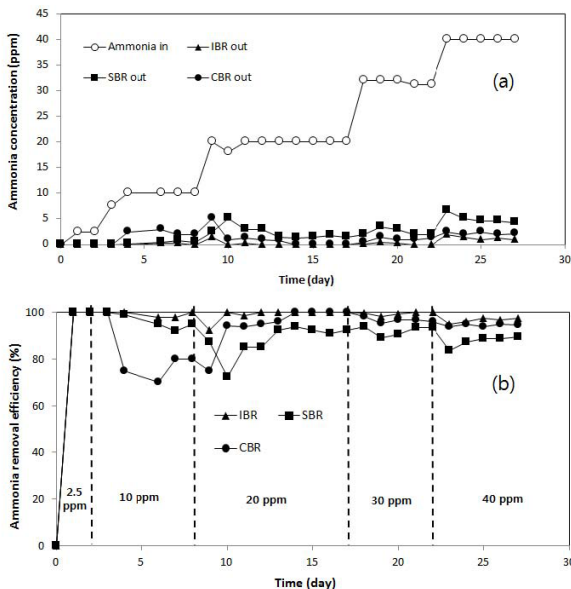 45
40
35
30
25
20
15
10
5
0
Ammonia concentration (ppm)
Ammonia in
IBR out
SBR out
CBR out
(a)
0
5
10
15
20
25
30
Time (day)
100
80
60
40
20
0
Ammonia removal efficiency (%)
(b)
IBR
SBR
CBR
2.5
ppm
10 ppm
20 ppm
30 ppm
40 ppm
0
5
10
15
20
25
30
Time (day)